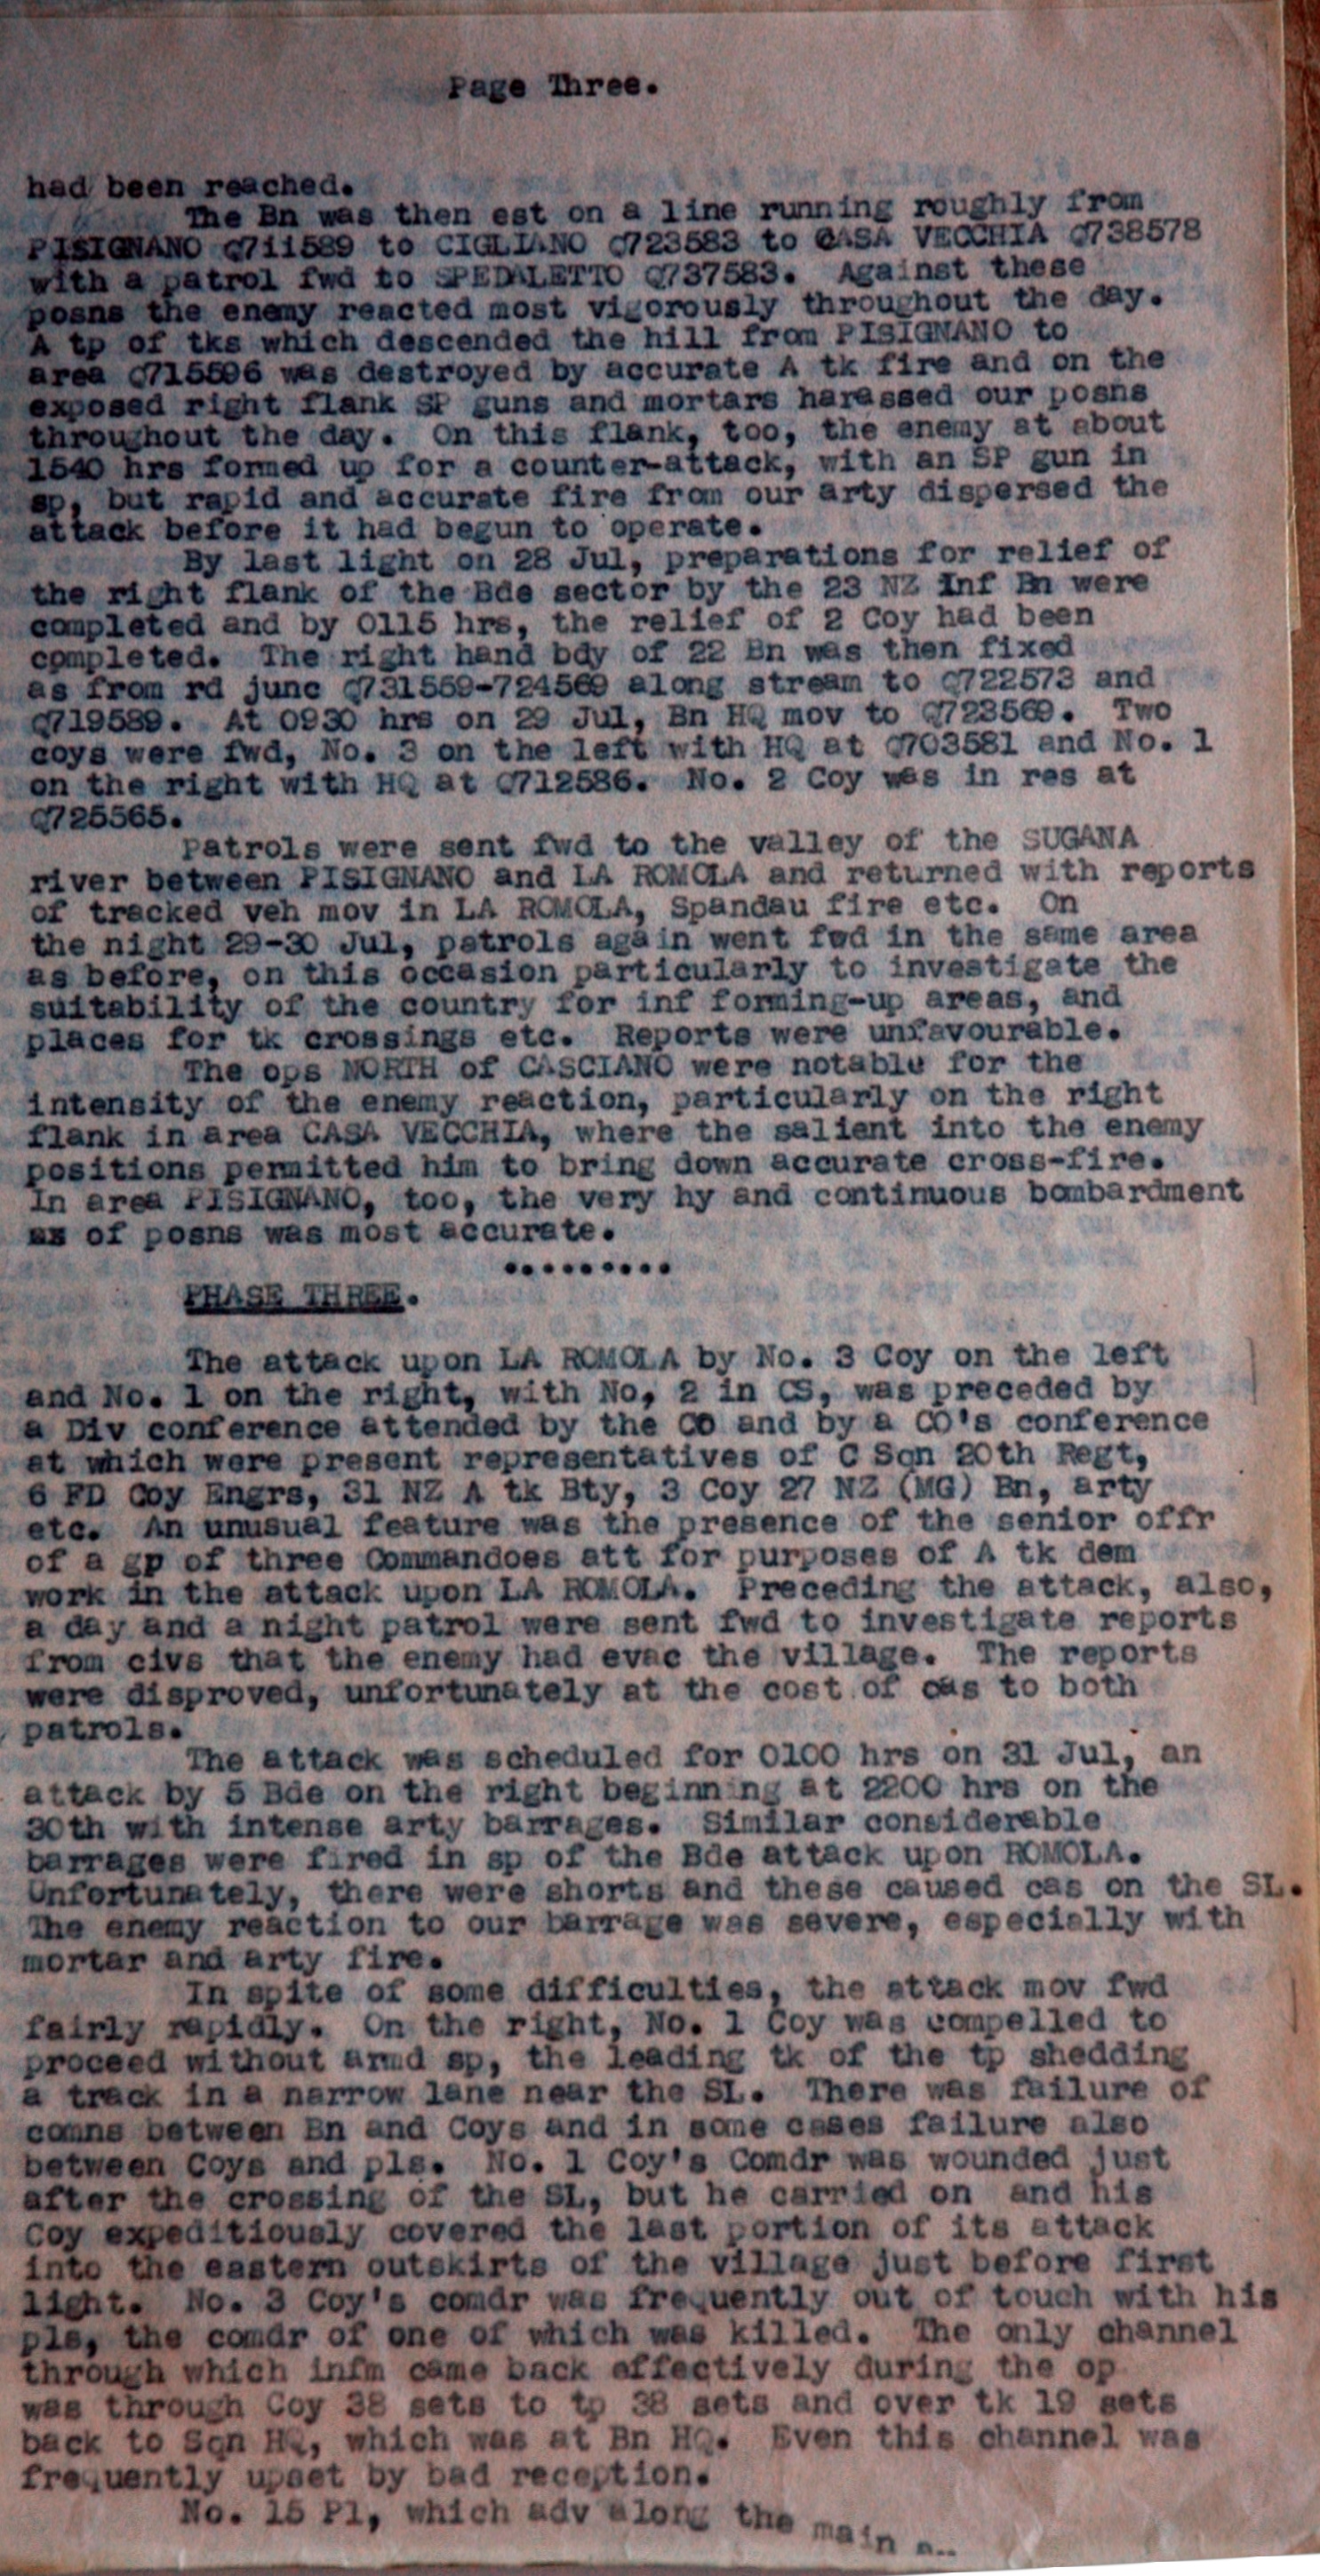 Page Three.
had been reached.
The Bn was then est on a line running roughly from
PISIGNANO Q711589 to CIGLIANO Q723583 to CASA VECCHIA Q738578
with a patrol fwd to SPEDALETTO Q737583. Against these
posns the enemy reacted most vigorously throughout the day.
A tp of tks which descended the hill from PISIGNANO to
area Q715596 was destroyed by accurate A tk fire and on the
exposed right flank SP guns and mortars harassed our posns
throughout the day. On this flank, too, the enemy at about
1540 hrs formed up for a counter-attack, with an SP gun in
sp, but rapid and accurate fire from our arty dispersed the
attack before it had begun to operate.
By last light on 28 Jul, preparations for relief of
the right flank of the Bde sector by the 23 NZ Inf Bn were
completed and by 0115 hrs, the relief of 2 Coy had been
completed. The right hand bdy of 22 Bn was then fixed
as from rd junc Q731559-724569 along stream to Q722573 and
Q719589. At 0930 hrs on 29 Jul, Bn HQ mov to Q723569. Two
coys were fwd, No. 3 on the left with HQ at Q703581 and No. 1
on the right with HQ at Q712586. No. 2 Coy was in res at
Q725565.
Patrols were sent fwd to the valley of the SUGANA
river between PISIGNANO and LA ROMOLA and returned with reports
of tracked veh mov in LA ROMOLA, Spandau fire etc. On
the night 29-30 Jul, patrols again went fwd in the same area
as before, on this occasion particularly to investigate the
suitability of the country for inf forming-up areas, and
places for tk crossings etc. Reports were unfavourable.
The ops NORTH of CASCIANO were notable for the
intensity of the enemy reaction, particularly on the right
flank in area CASA VECCHIA, where the salient into the enemy
positions permitted him to bring down accurate cross-fire.
In area PISIGNANO, too, the very hy and continuous bombardment
of posns was most accurate.
..........
PHASE THREE.
The attack upon LA ROMOLA by No. 3 Coy on the left
and No. 1 on the right, with No, 2 in CS, was preceded by
a Div conference attended by the CO and by a CO's conference
at which were present representatives of C Sqn 20th Regt,
6 FD Coy Engrs, 31 NZ A tk Bty, 3 Coy 27 NZ (MG) Bn, arty
etc. An unusual feature was the presence of the senior offr
of a gp of three Commandoes att for purposes of A tk dem
work in the attack upon LA ROMOLA. Preceding the attack, also,
a day and a night patrol were sent fwd to investigate reports
from civs that the enemy had evac the village. The reports
were disproved, unfortunately at the cost of cas to both
patrols.
The attack was scheduled for 0100 hrs on 31 Jul, an
attack by 5 Bde on the right beginning at 2200 hrs on the
30th with intense arty barrages. Similar considerable
barrages were fired in sp of the Bde attack upon ROMOLA.
Unfortunately, there were shorts and these caused cas on the SL.
The enemy reaction to our barrage was severe, especially with
mortar and arty fire.
In spite of some difficulties, the attack mov fwd
fairly rapidly. On the right, No. 1 Coy was compelled to
proceed without armd sp, the leading tk of the tp shedding
a track in a narrow lane near the SL. There was failure of
comns between Bn and Coys and in some cases failure also
between Coys and pls. No. 1 Coy's Comdr was wounded just
after the crossing of the SL, but he carried on and his
Coy expeditiously covered the last portion of its attack
into the eastern outskirts of the village just before first
light. No. 3 Coy's comdr was frequently out of touch with his
pls, the comdr of one of which was killed. The only channel
through which infm came back effectively during the op
was through Coy 38 sets to tp 38 sets and over tk 19 sets
back to Sqn HQ, which was at Bn HQ. Even this channel was
frequently upset by bad reception.
No. 15 Pl, which adv along the main